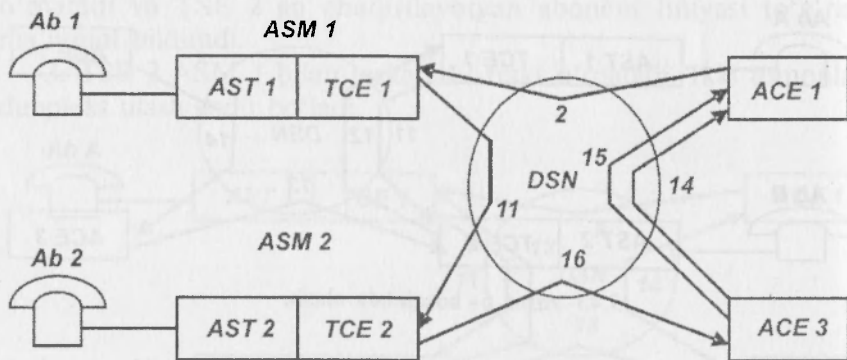 Ab 1
ASM 1
AST 1 TCE 1
ACE 1
2
15
DSN
14
11
ASM 2
16
Ab 2
AST 2 TCE 2
ACE 3